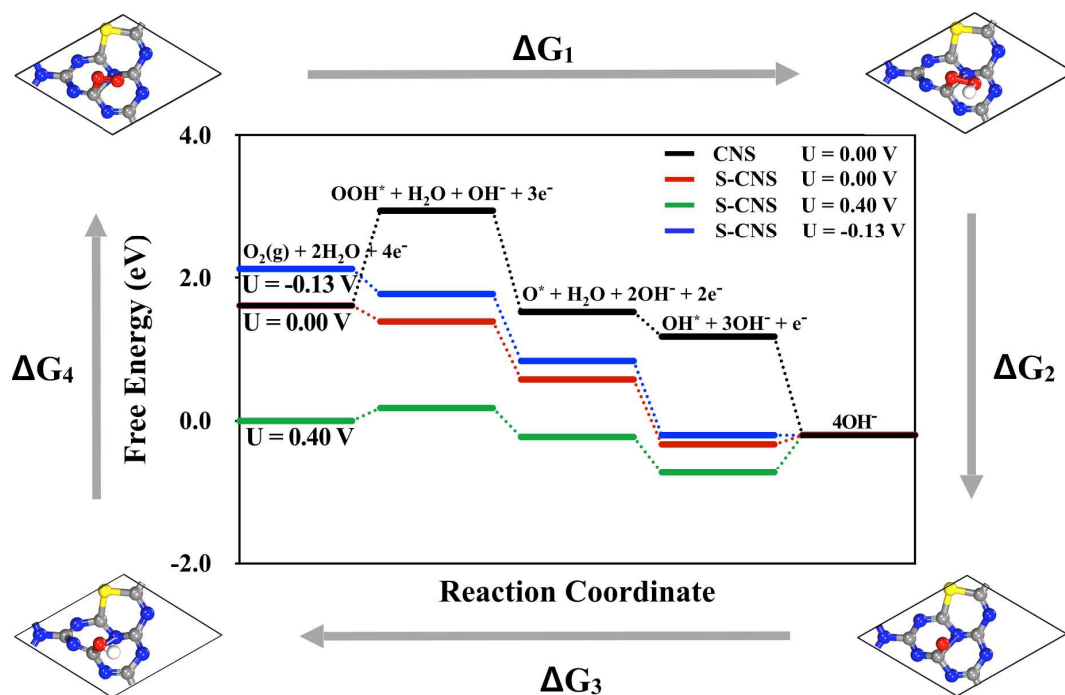 ΔG₁
4.0
CNS U = 0.00 V
S-CNS U = 0.00 V
S-CNS U = 0.40 V
S-CNS U = -0.13 V
OOH* + H₂O + OH⁻ + 3e⁻
O₂(g) + 2H₂O + 4e⁻
2.0
U = -0.13 V
O* + H₂O + 2OH⁻ + 2e⁻
U = 0.00 V
OH* + 3OH⁻ + e⁻
ΔG₄
Free Energy (eV)
ΔG₂
0.0
4OH⁻
U = 0.40 V
-2.0
Reaction Coordinate
ΔG₃